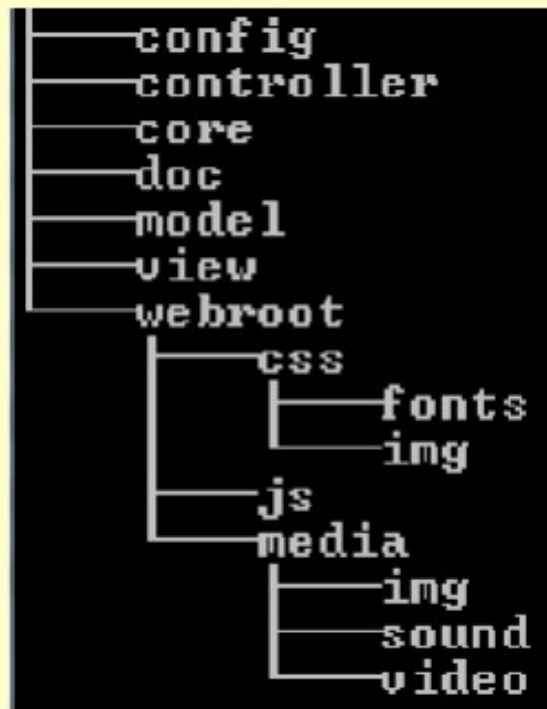 config
controller
core
doc
model
view
webroot
css
fonts
img
js
media
img
sound
video